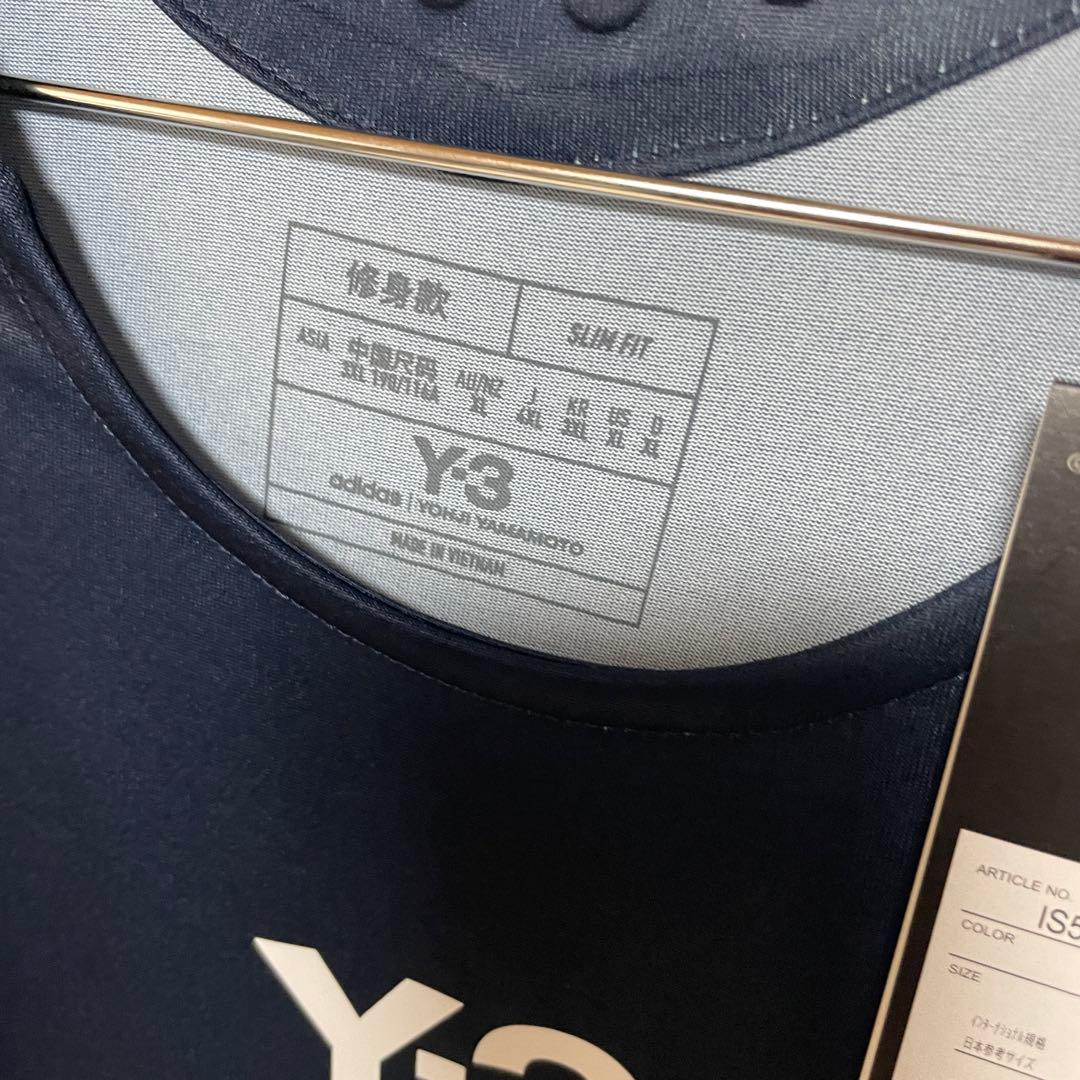 修身款 SLIM FIT
ASIA 中国尺码 AU/NZ J KR US D
2XL 190/116A XL 4XL 2XL XL XL
Y-3
adidas | YOHJI YAMAMOTO
MADE IN VIETNAM
Y-3
ARTICLE NO.
IS5
COLOR
SIZE
インターナショナル規格
日本参考サイズ